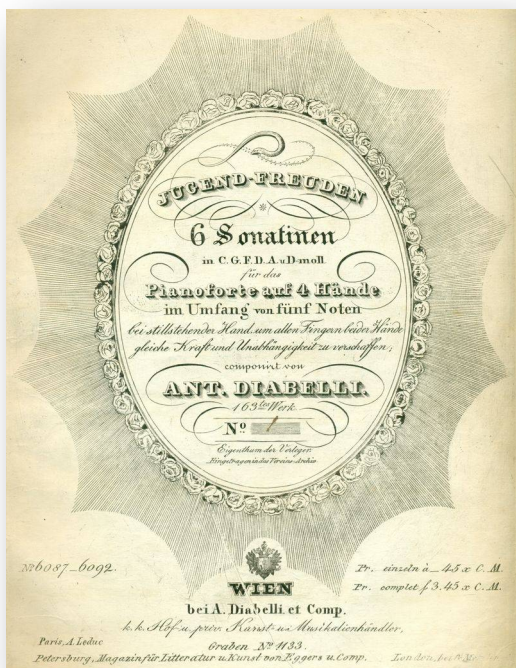 JUGEND-FREUDEN
6 Sonatinen
in C. G. F. D. A. u. D-moll
für das
Pianoforte auf 4 Hände
im Umfang von fünf Noten
bei stillstehender Hand, um allen Fingern beider Hände
gleiche Kraft und Unabhängigkeit zu verschaffen,
componirt von
ANT. DIABELLI.
163tes Werk.
No 1
Eigenthum der Verleger.
Eingetragen in das Vereins-Archiv
No 6087_6092.
Pr. einzeln à _ 45 x C. M.
Pr. complet f. 3. 45 x C. M.
WIEN
bei A. Diabelli et Comp.
k. k. Hof- u. priv. Kunst- u. Musikalienhändler,
Graben No 1133.
Paris, A. Leduc
Petersburg, Magazin für Litteratur u. Kunst von Eggers u. Comp.
London, bei